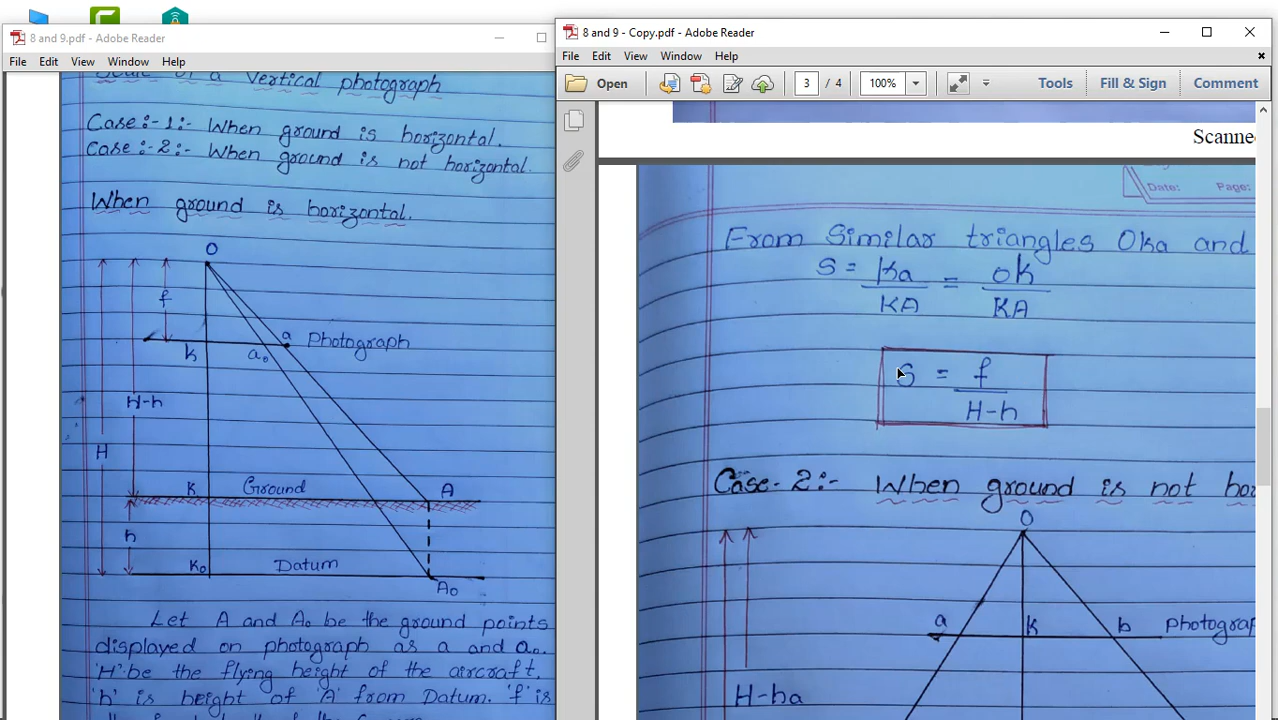 8 and 9.pdf - Adobe Reader
File Edit View Window Help
Scale of a Vertical photograph
Case:-1:- When ground is horizontal.
Case:-2:- When ground is not horizontal.
When ground is horizontal.
O
f
a Photograph
k a₀
H-h
H
K Ground A
h
K₀ Datum
A₀
Let A and A₀ be the ground points
displayed on photograph as a and a₀.
'H' be the flying height of the aircraft.
'h' is height of 'A' from Datum. 'f' is
8 and 9 - Copy.pdf - Adobe Reader
File Edit View Window Help
Open 3 / 4 100% Tools Fill & Sign Comment
Scanne
Date: Page:
From Similar triangles Oka and
S = Ka/KA = OK/KA
S = f/H-h
Case-2:- When ground is not hor
O
a k b Photograp
H-ha